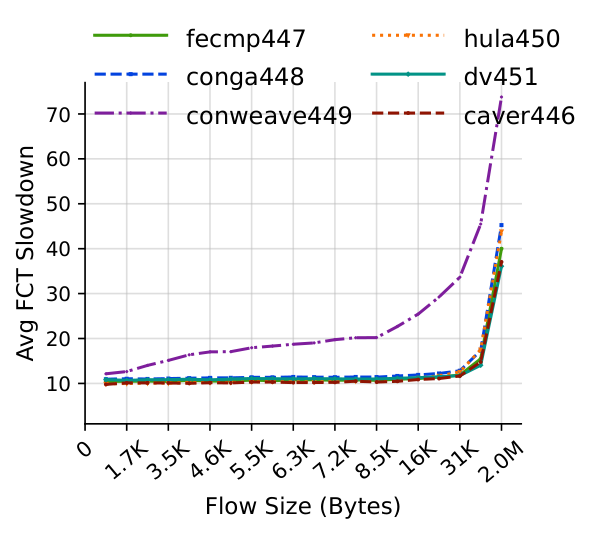 fecmp447 hula450
conga448 dv451
conweave449 caver446
Avg FCT Slowdown
70
60
50
40
30
20
10
0 1.7K 3.5K 4.6K 5.5K 6.3K 7.2K 8.5K 16K 31K 2.0M
Flow Size (Bytes)